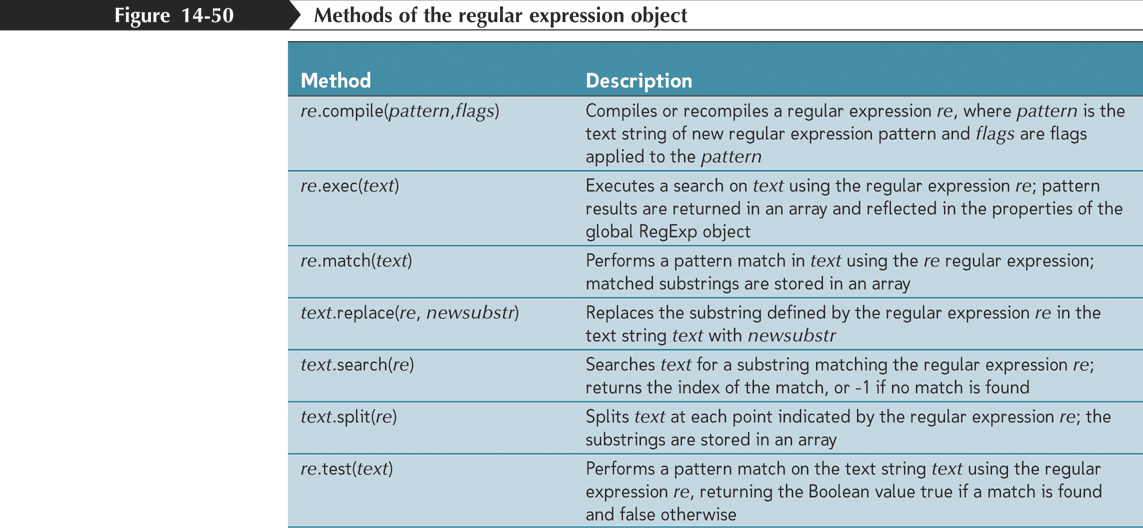 Figure 14-50
Methods of the regular expression object
Method
Description
re.compile(pattern,flags)
Compiles or recompiles a regular expression re, where pattern is the
text string of new regular expression pattern and flags are flags
applied to the pattern
re.exec(text)
Executes a search on text using the regular expression re; pattern
results are returned in an array and reflected in the properties of the
global RegExp object
re.match(text)
Performs a pattern match in text using the re regular expression;
matched substrings are stored in an array
text.replace(re, newsubstr)
Replaces the substring defined by the regular expression re in the
text string text with newsubstr
text.search(re)
Searches text for a substring matching the regular expression re;
returns the index of the match, or -1 if no match is found
text.split(re)
Splits text at each point indicated by the regular expression re; the
substrings are stored in an array
re.test(text)
Performs a pattern match on the text string text using the regular
expression re, returning the Boolean value true if a match is found
and false otherwise